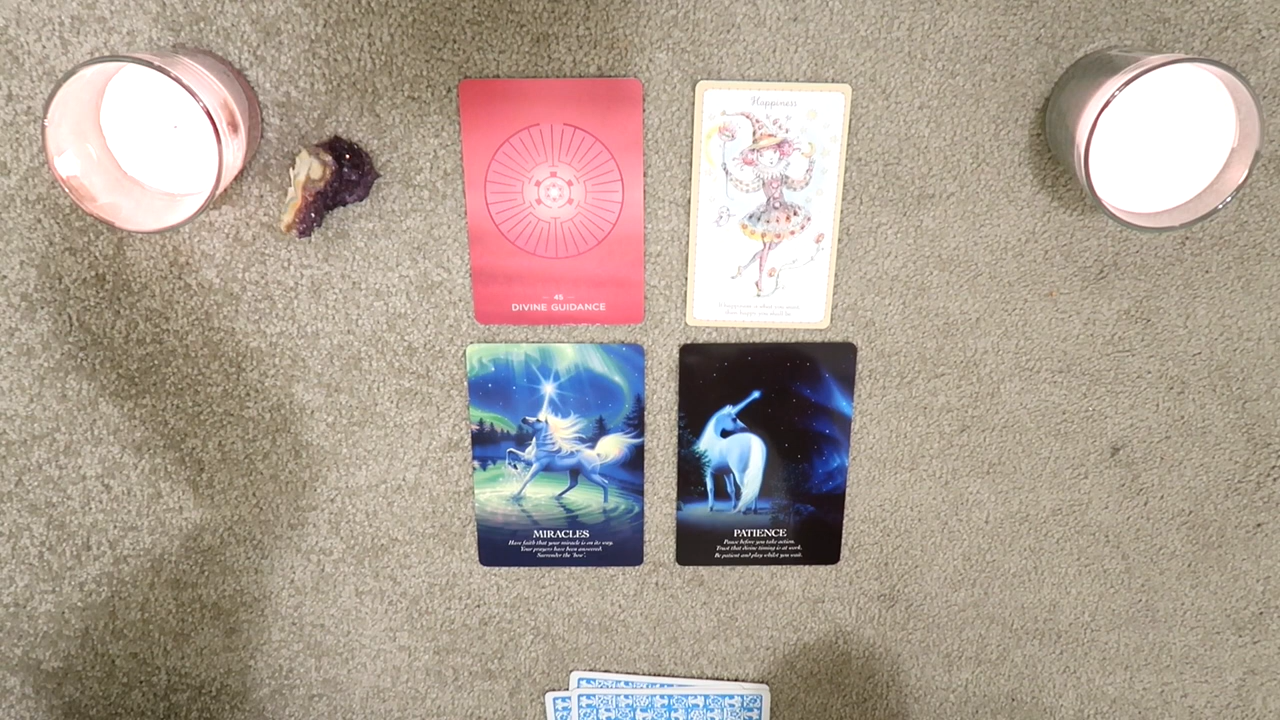 45
DIVINE GUIDANCE
Happiness
MIRACLES
Have faith that your miracle is on its way.
Your prayers have been answered.
Surrender the 'how'.
PATIENCE
Pause before you take action.
Trust that divine timing is at work.
Be patient and play whilst you wait.